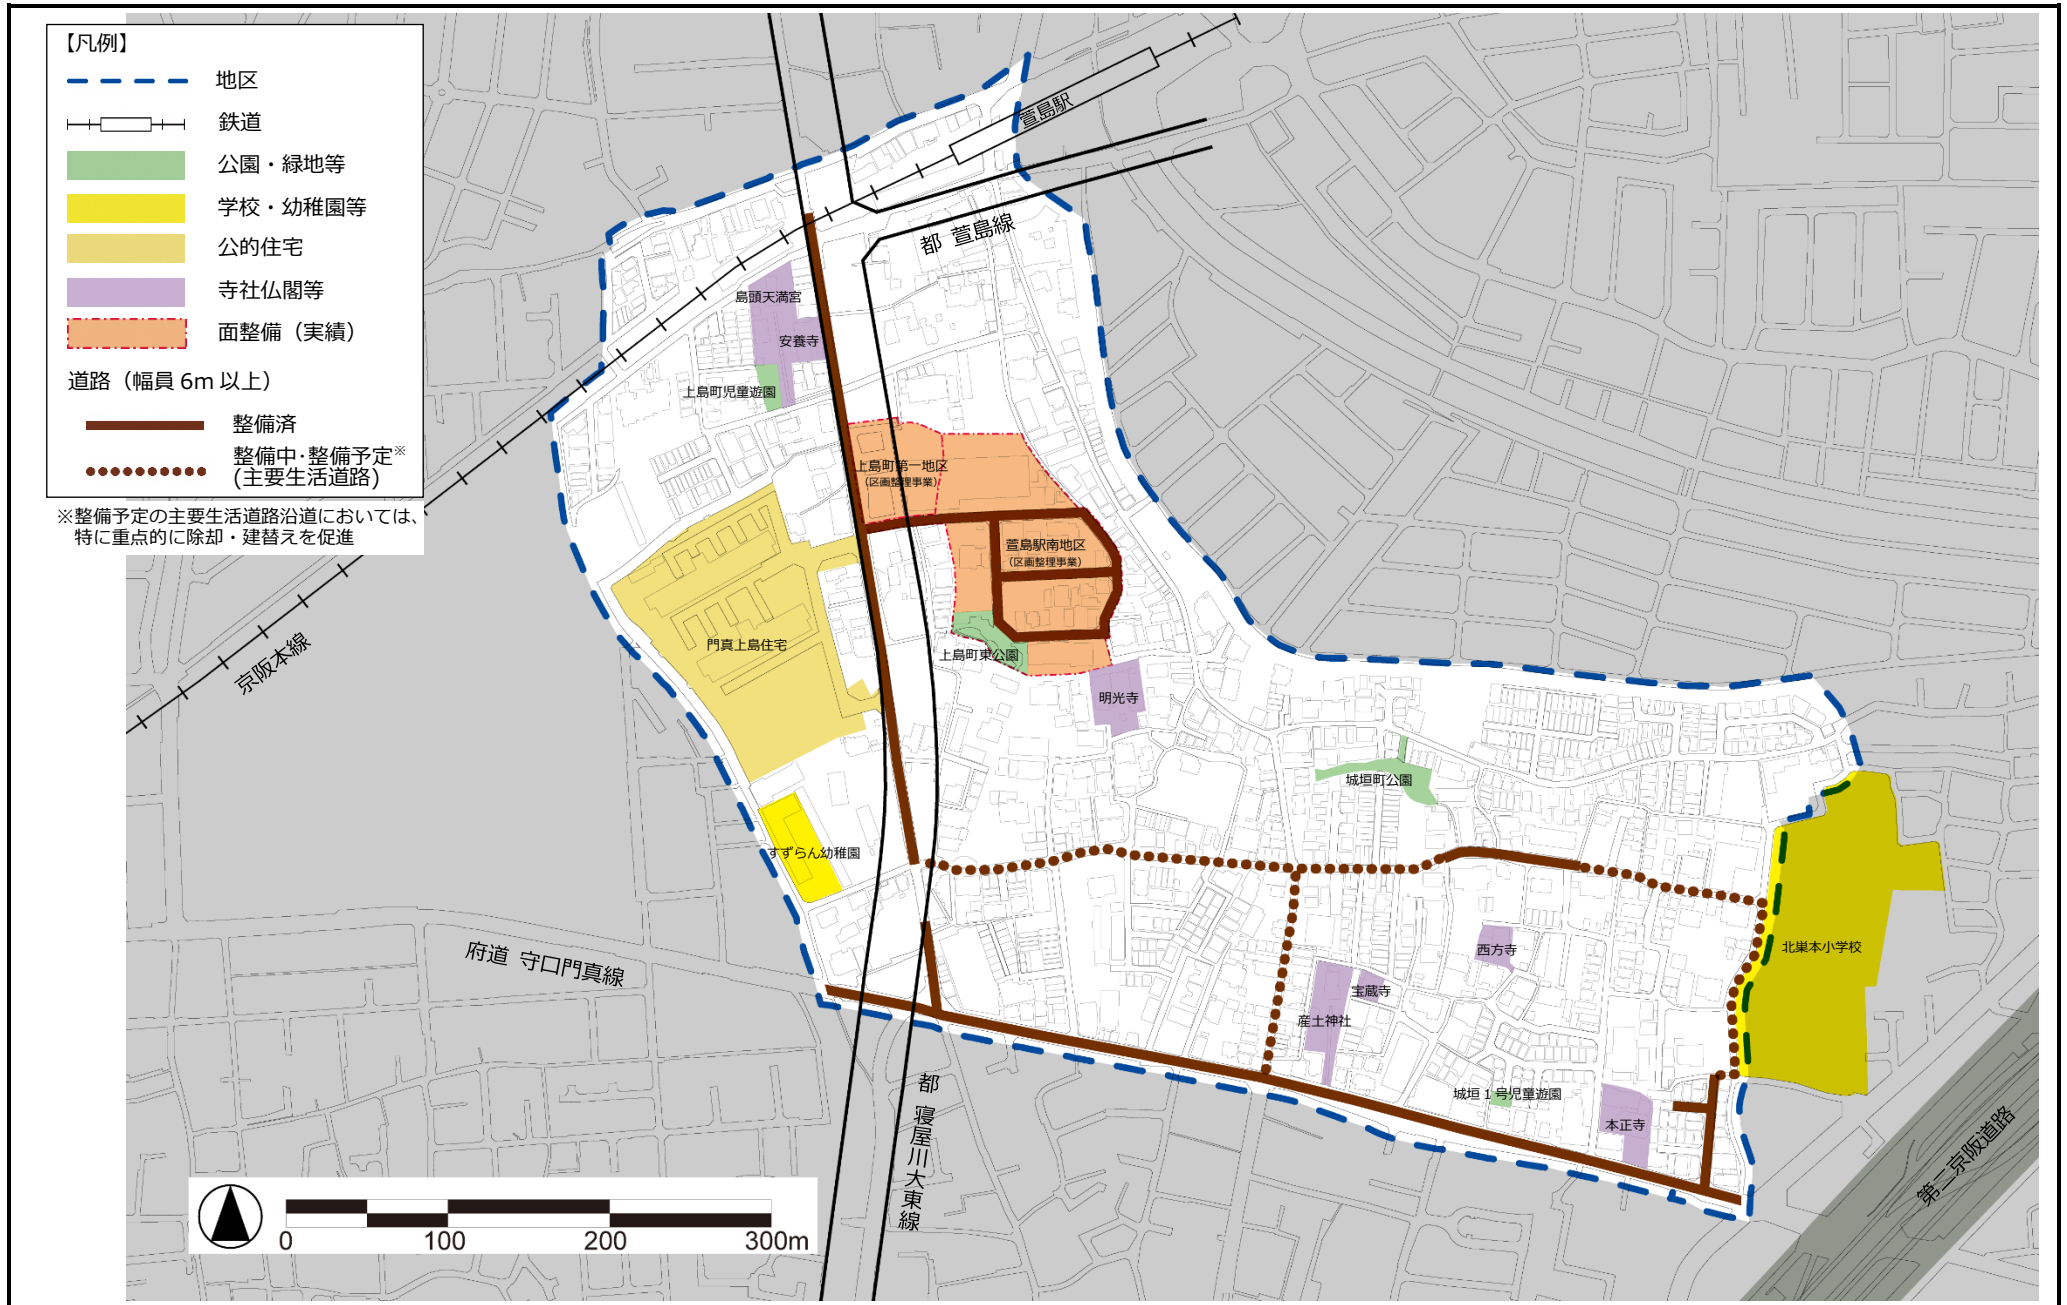 【凡例】
地区
鉄道
公園・緑地等
学校・幼稚園等
公的住宅
寺社仏閣等
面整備（実績）
道路（幅員 6m 以上）
整備済
整備中・整備予定※
(主要生活道路)
※整備予定の主要生活道路沿道においては、
特に重点的に除却・建替えを促進
萱島駅
都 萱島線
島頭天満宮
安養寺
上島町児童遊園
上島町第一地区
（区画整理事業）
萱島駅南地区
（区画整理事業）
門真上島住宅
上島町東公園
明光寺
京阪本線
城垣町公園
すずらん幼稚園
府道 守口門真線
西方寺
北巣本小学校
宝蔵寺
産土神社
城垣１号児童遊園
本正寺
都 寝屋川大東線
第二京阪道路
0 100 200 300m